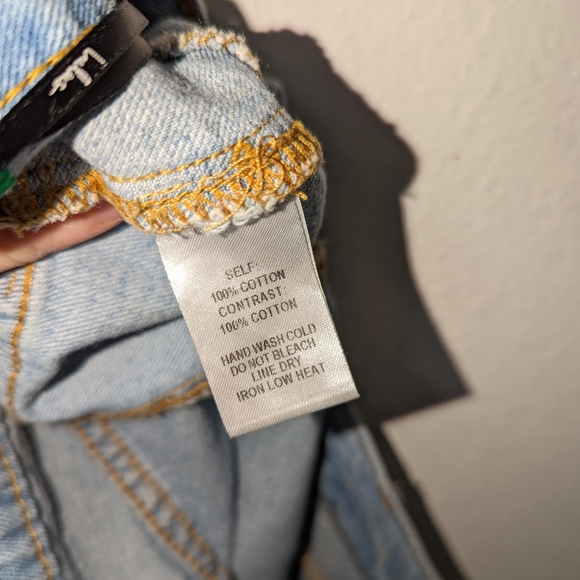 SELF:
100% COTTON
CONTRAST:
100% COTTON
HAND WASH COLD
DO NOT BLEACH
LINE DRY
IRON LOW HEAT